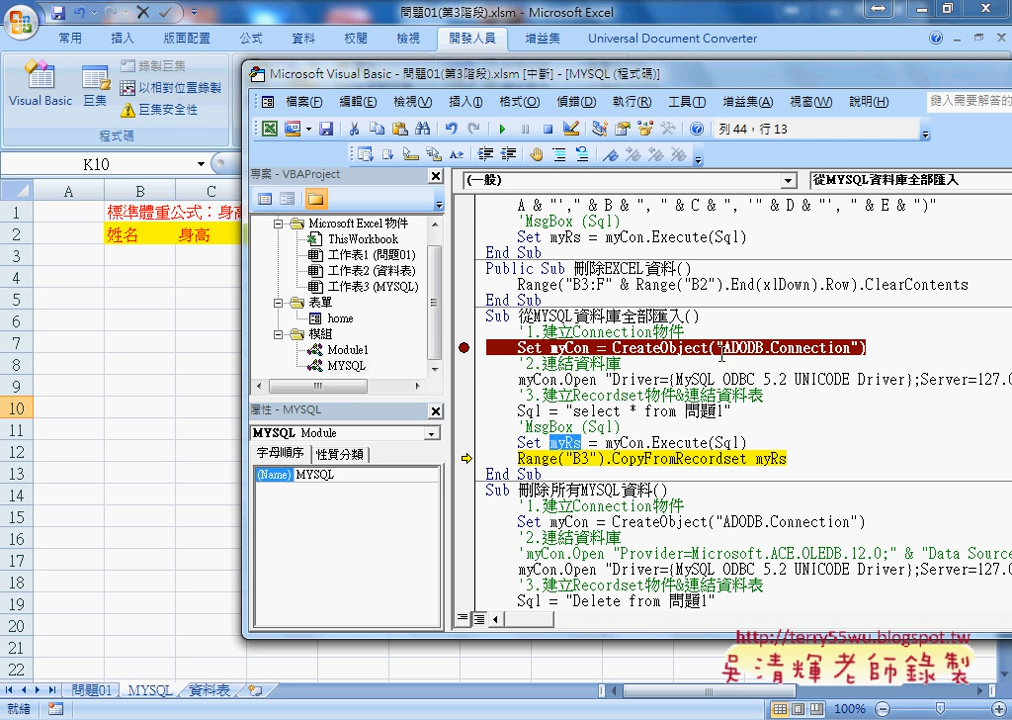 問題01(第3階段).xlsm - Microsoft Excel
常用 插入 版面配置 公式 資料 校閱 檢視 開發人員 增益集 Universal Document Converter
Visual Basic 巨集 錄製巨集
以相對位置錄製
巨集安全性
程式碼
K10
A B C
1 標準體重公式：身高
2 姓名 身高
3
4
5
6
7
8
9
10
11
12
13
14
15
16
17
18
19
20
21
22
問題01 MYSQL 資料表
就緒 100%
Microsoft Visual Basic - 問題01(第3階段).xlsm [中斷] - [MYSQL (程式碼)]
檔案(F) 編輯(E) 檢視(V) 插入(I) 格式(O) 偵錯(D) 執行(R) 工具(T) 增益集(A) 視窗(W) 說明(H) 鍵入需要解答的
列 44，行 13
專案 - VBAProject
Microsoft Excel 物件
ThisWorkbook
工作表1 (問題01)
工作表2 (資料表)
工作表3 (MYSQL)
表單
home
模組
Module1
MYSQL
屬性 - MYSQL
MYSQL Module
字母順序 性質分類
(Name) MYSQL
(一般) 從MYSQL資料庫全部匯入
A & "'," & B & ", " & C & ", '" & D & "', " & E & ")"
'MsgBox (Sql)
Set myRs = myCon.Execute(Sql)
End Sub
Public Sub 刪除EXCEL資料()
Range("B3:F" & Range("B2").End(xlDown).Row).ClearContents
End Sub
Sub 從MYSQL資料庫全部匯入()
'1.建立Connection物件
Set myCon = CreateObject("ADODB.Connection")
'2.連結資料庫
myCon.Open "Driver={MySQL ODBC 5.2 UNICODE Driver};Server=127.0
'3.建立Recordset物件&連結資料表
Sql = "select * from 問題1"
'MsgBox (Sql)
Set myRs = myCon.Execute(Sql)
Range("B3").CopyFromRecordset myRs
End Sub
Sub 刪除所有MYSQL資料()
'1.建立Connection物件
Set myCon = CreateObject("ADODB.Connection")
'2.連結資料庫
'myCon.Open "Provider=Microsoft.ACE.OLEDB.12.0;" & "Data Source
myCon.Open "Driver={MySQL ODBC 5.2 UNICODE Driver};Server=127.0
'3.建立Recordset物件&連結資料表
Sql = "Delete from 問題1"
http://terry55wu.blogspot.tw
吳清輝老師錄製